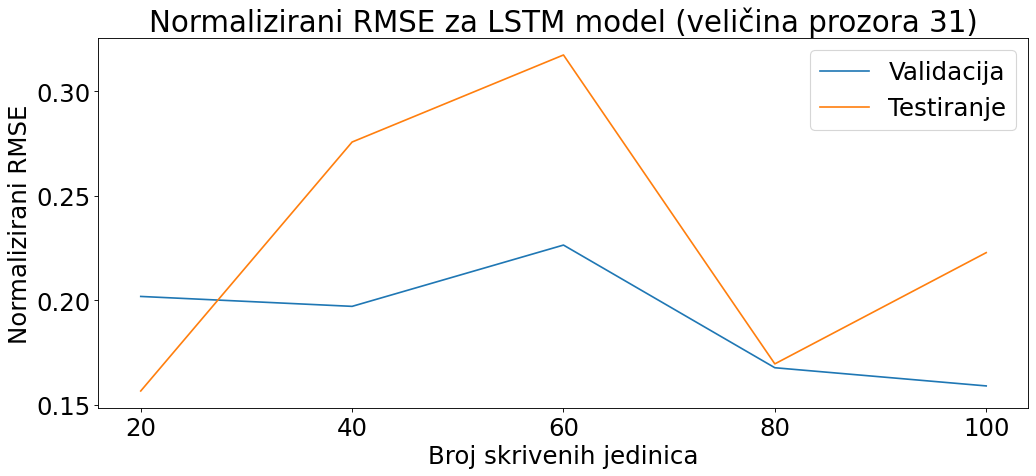 Normalizirani RMSE za LSTM model (veličina prozora 31)
Normalizirani RMSE
0.30
0.25
0.20
0.15
Validacija
Testiranje
20 40 60 80 100
Broj skrivenih jedinica